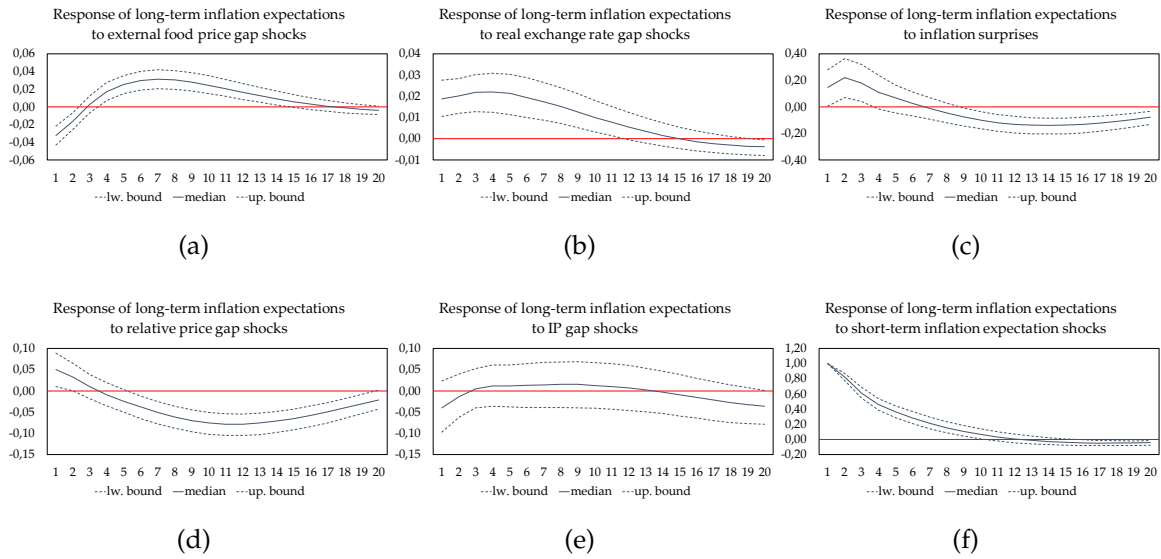 Response of long-term inflation expectations
to external food price gap shocks
0,06
0,04
0,02
0,00
-0,02
-0,04
-0,06
1 2 3 4 5 6 7 8 9 10 11 12 13 14 15 16 17 18 19 20
lw. bound median up. bound
(a)
Response of long-term inflation expectations
to real exchange rate gap shocks
0,04
0,03
0,02
0,01
0,00
-0,01
1 2 3 4 5 6 7 8 9 10 11 12 13 14 15 16 17 18 19 20
lw. bound median up. bound
(b)
Response of long-term inflation expectations
to inflation surprises
0,40
0,20
0,00
-0,20
-0,40
1 2 3 4 5 6 7 8 9 10 11 12 13 14 15 16 17 18 19 20
lw. bound median up. bound
(c)
Response of long-term inflation expectations
to relative price gap shocks
0,10
0,05
0,00
-0,05
-0,10
-0,15
1 2 3 4 5 6 7 8 9 10 11 12 13 14 15 16 17 18 19 20
lw. bound median up. bound
(d)
Response of long-term inflation expectations
to IP gap shocks
0,10
0,05
0,00
-0,05
-0,10
-0,15
1 2 3 4 5 6 7 8 9 10 11 12 13 14 15 16 17 18 19 20
lw. bound median up. bound
(e)
Response of long-term inflation expectations
to short-term inflation expectation shocks
1,20
1,00
0,80
0,60
0,40
0,20
0,00
-0,20
1 2 3 4 5 6 7 8 9 10 11 12 13 14 15 16 17 18 19 20
lw. bound median up. bound
(f)